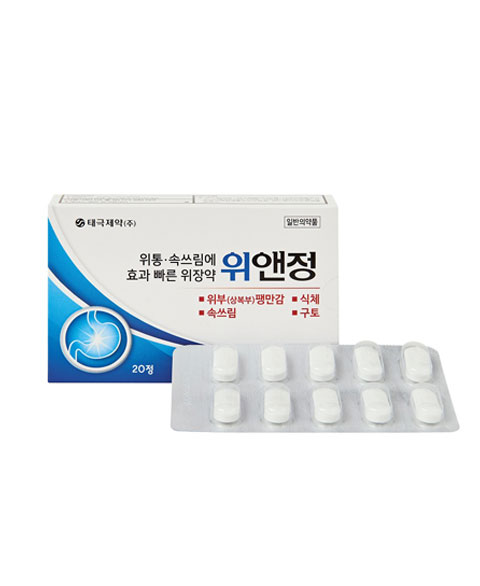 태극제약(주)
일반의약품
위통·속쓰림에
효과 빠른 위장약 위앤정
■ 위부(상복부)팽만감 ■ 식체
■ 속쓰림 ■ 구토
20정